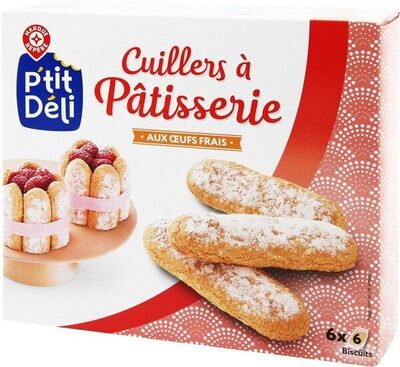 MARQUE
REPÈRE
P'tit
Déli
Cuillers à
Pâtisserie
AUX ŒUFS FRAIS
6x 6
Biscuits